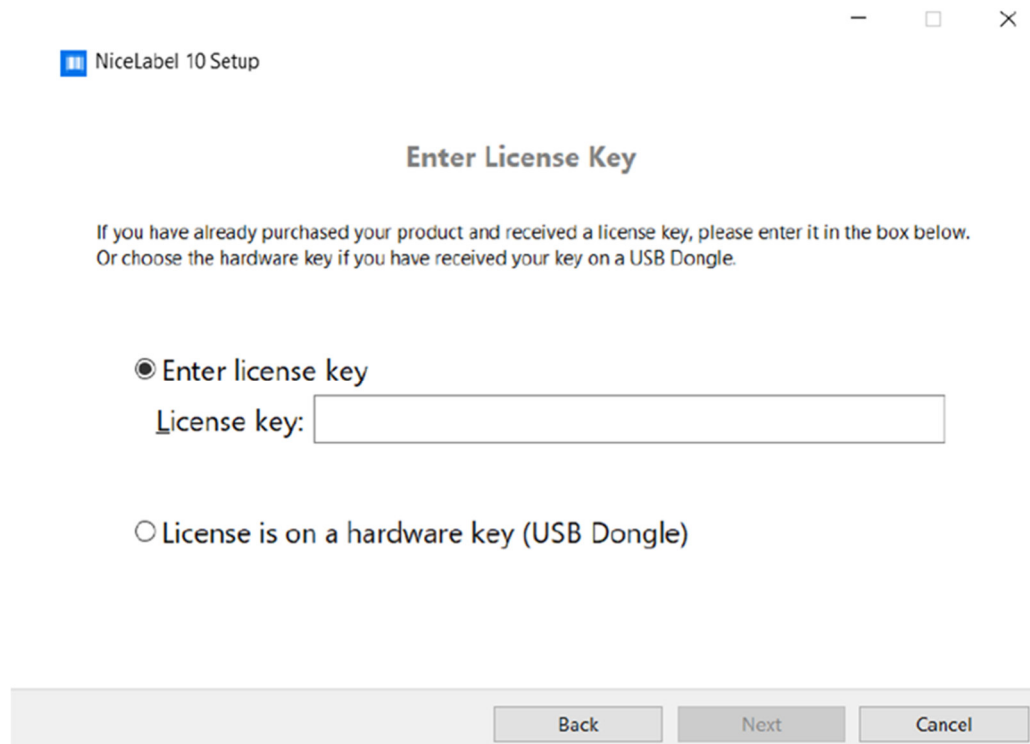 NiceLabel 10 Setup
Enter License Key
If you have already purchased your product and received a license key, please enter it in the box below.
Or choose the hardware key if you have received your key on a USB Dongle.
Enter license key
License key:
License is on a hardware key (USB Dongle)
Back Next Cancel